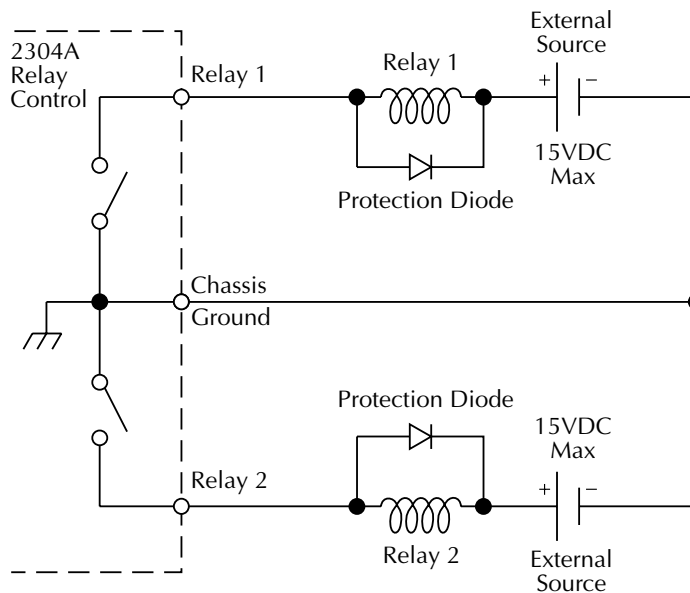 2304A
Relay
Control
Relay 1
Relay 1
External
Source
+ −
15VDC
Max
Protection Diode
Chassis
Ground
Protection Diode
15VDC
Max
Relay 2
+ −
Relay 2
External
Source